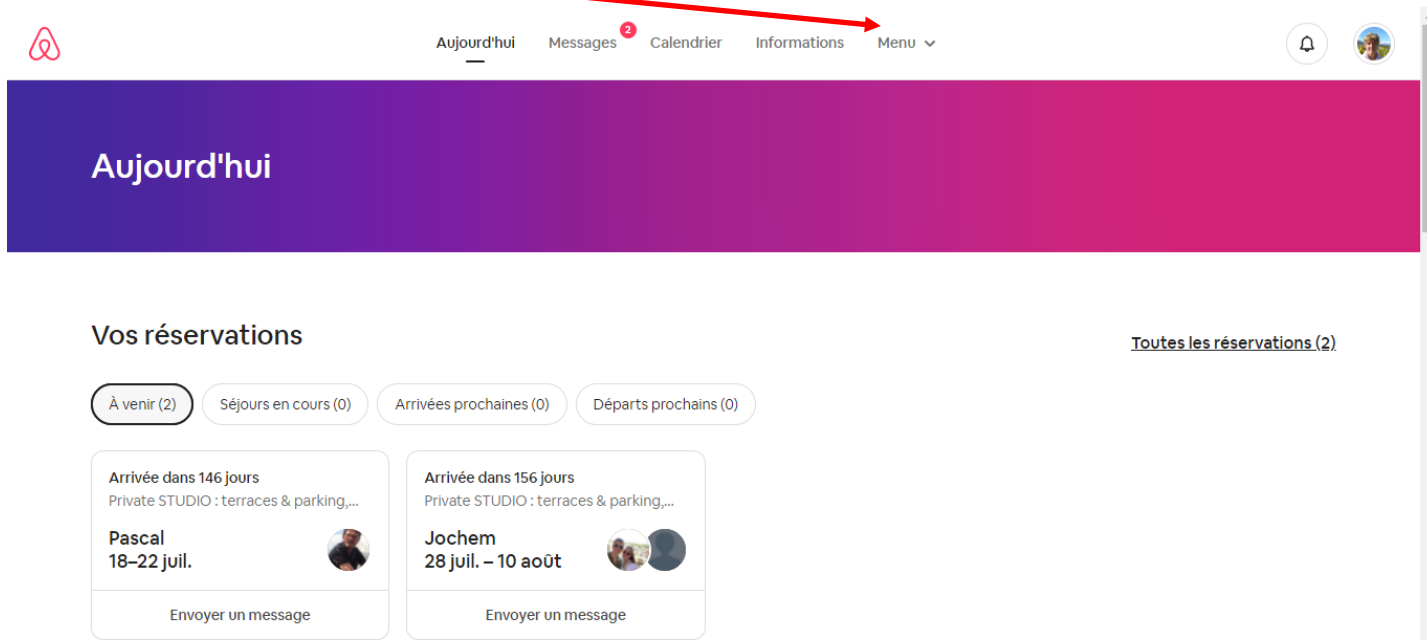 Aujourd'hui Messages 2 Calendrier Informations Menu
Aujourd'hui
Vos réservations
Toutes les réservations (2)
À venir (2) Séjours en cours (0) Arrivées prochaines (0) Départs prochains (0)
Arrivée dans 146 jours
Private STUDIO : terraces & parking,...
Pascal
18–22 juil.
Envoyer un message
Arrivée dans 156 jours
Private STUDIO : terraces & parking,...
Jochem
28 juil. – 10 août
Envoyer un message